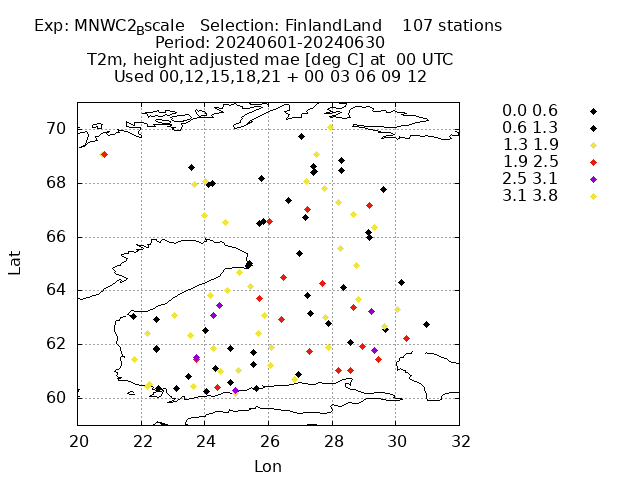 Exp: MNWC2_Bscale Selection: FinlandLand 107 stations
Period: 20240601-20240630
T2m, height adjusted mae [deg C] at 00 UTC
Used 00,12,15,18,21 + 00 03 06 09 12
0.0 0.6
0.6 1.3
1.3 1.9
1.9 2.5
2.5 3.1
3.1 3.8
70
68
66
64
62
60
Lat
20 22 24 26 28 30 32
Lon